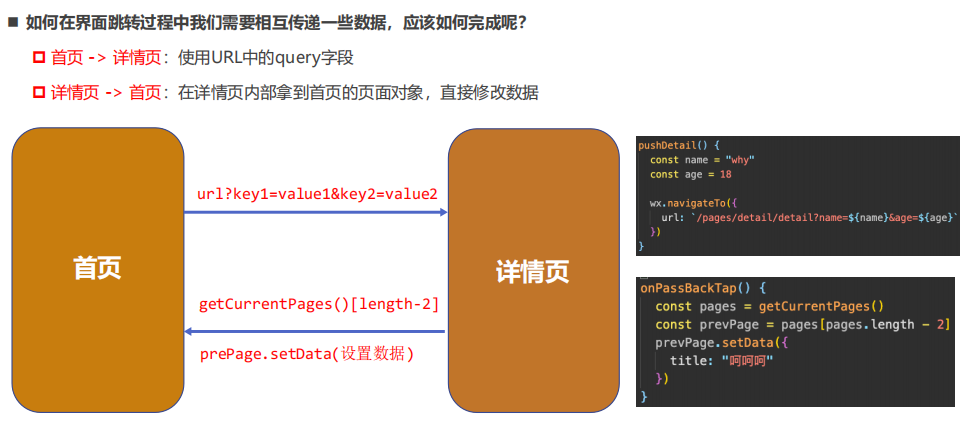 如何在界面跳转过程中我们需要相互传递一些数据，应该如何完成呢？
首页 -> 详情页：使用URL中的query字段
详情页 -> 首页：在详情页内部拿到首页的页面对象，直接修改数据
首页
url?key1=value1&key2=value2
getCurrentPages()[length-2]
prePage.setData(设置数据)
详情页
pushDetail() {
const name = "why"
const age = 18
wx.navigateTo({
url: `/pages/detail/detail?name=${name}&age=${age}`
})
}
onPassBackTap() {
const pages = getCurrentPages()
const prevPage = pages[pages.length - 2]
prevPage.setData({
title: "呵呵呵"
})
}